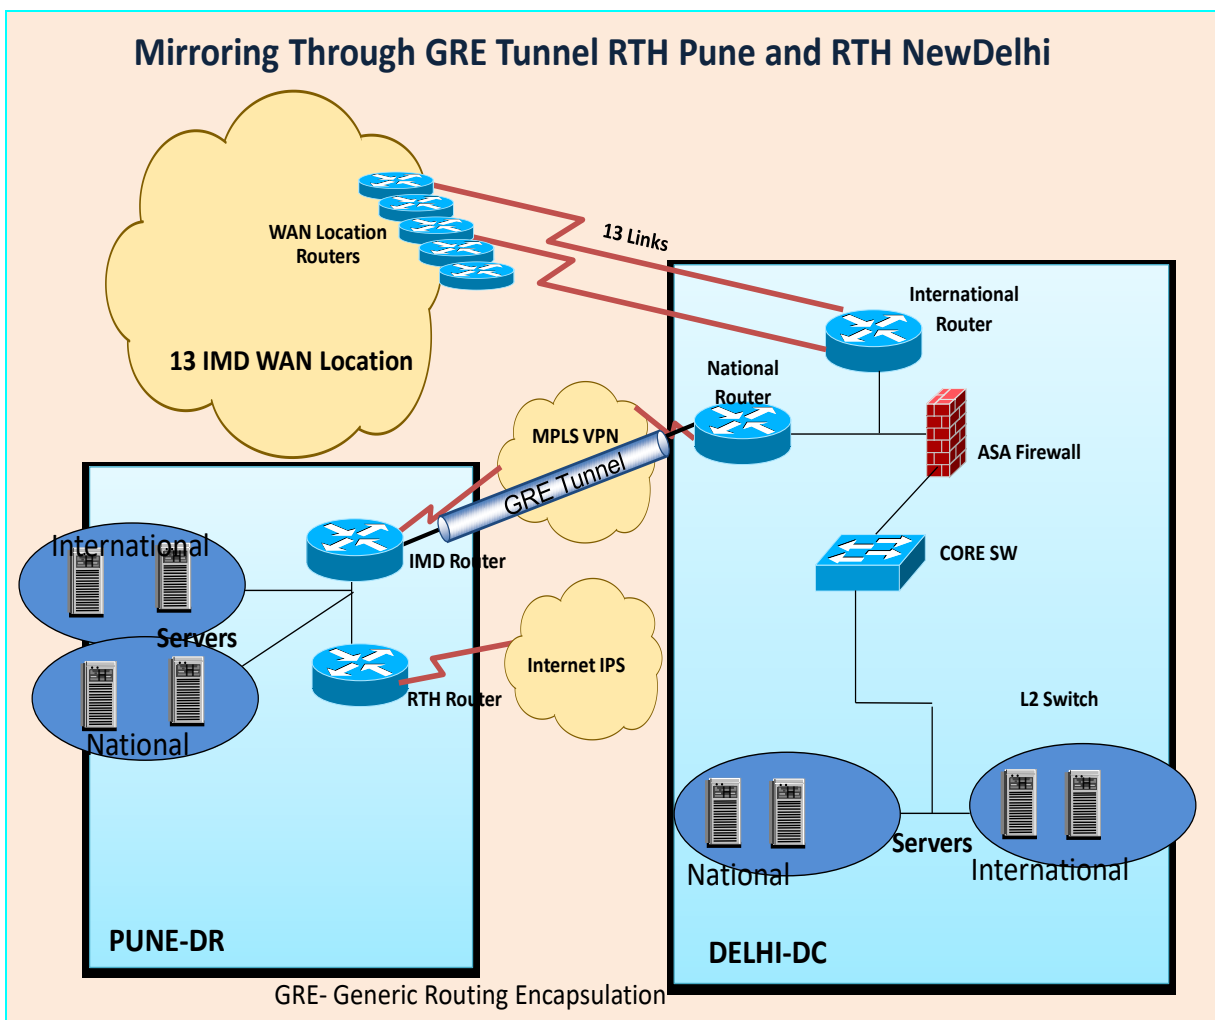 Mirroring Through GRE Tunnel RTH Pune and RTH NewDelhi
WAN Location
Routers
13 Links
13 IMD WAN Location
International
Router
National
Router
MPLS VPN
GRE Tunnel
ASA Firewall
International
IMD Router
CORE SW
Servers
Internet IPS
RTH Router
National
L2 Switch
Servers
National
International
PUNE-DR
DELHI-DC
GRE- Generic Routing Encapsulation